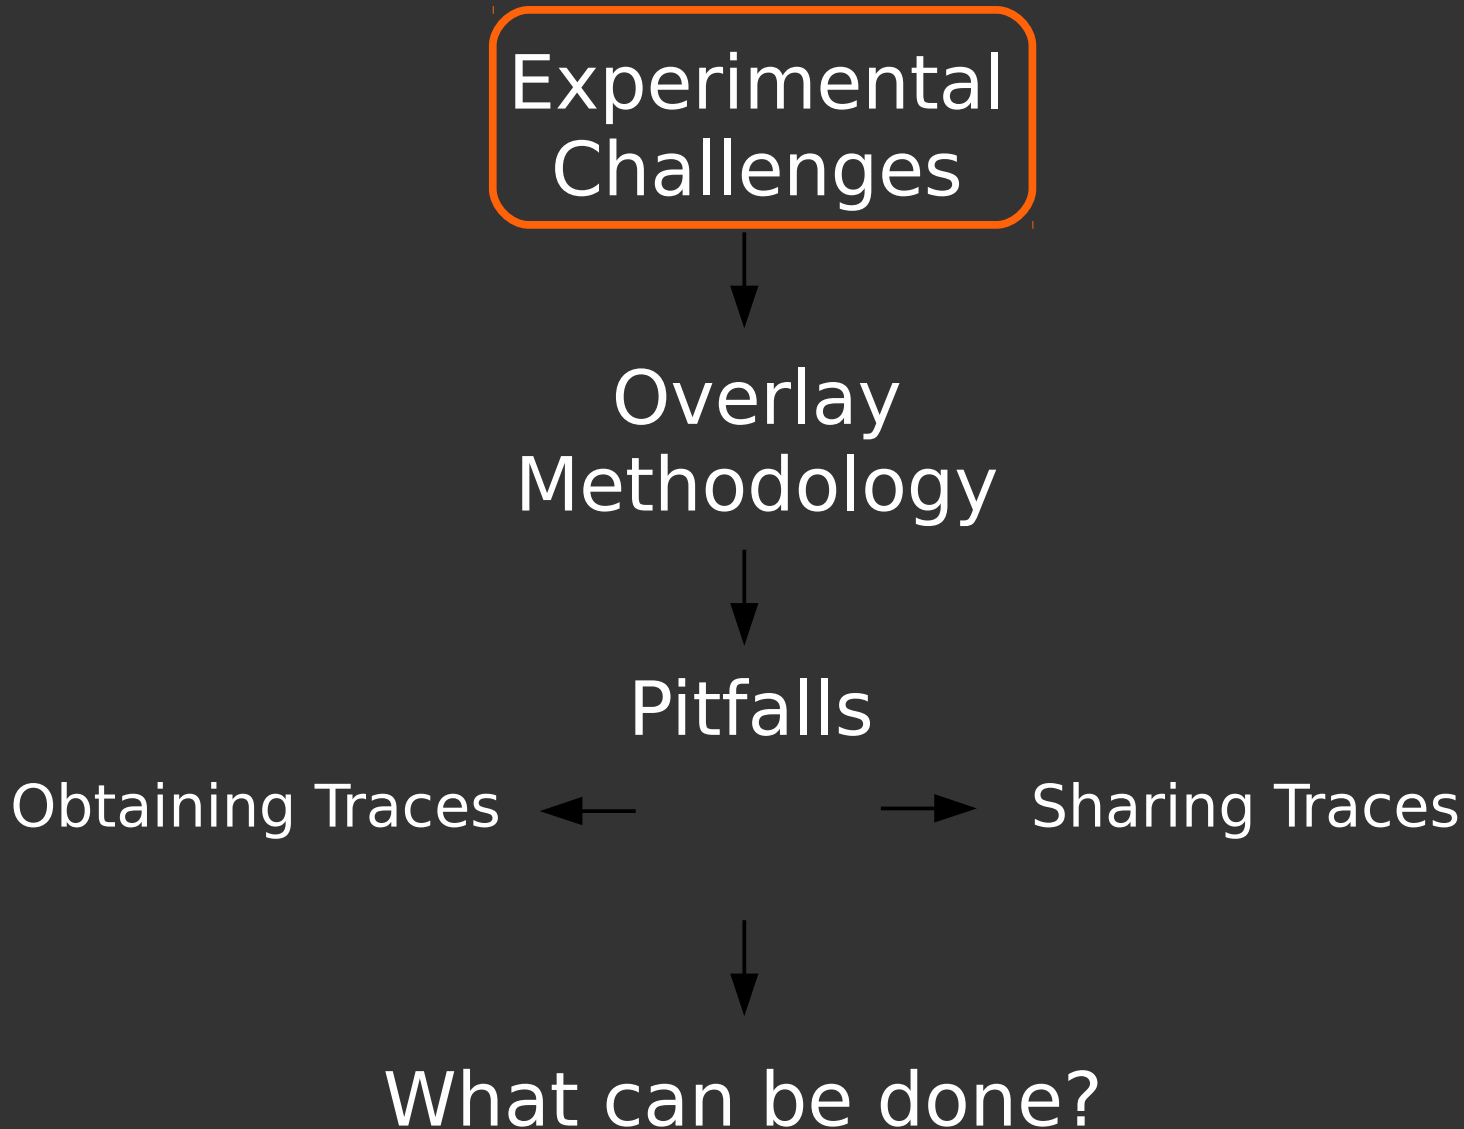 Experimental
Challenges
Overlay
Methodology
Pitfalls
Obtaining Traces
Sharing Traces
What can be done?